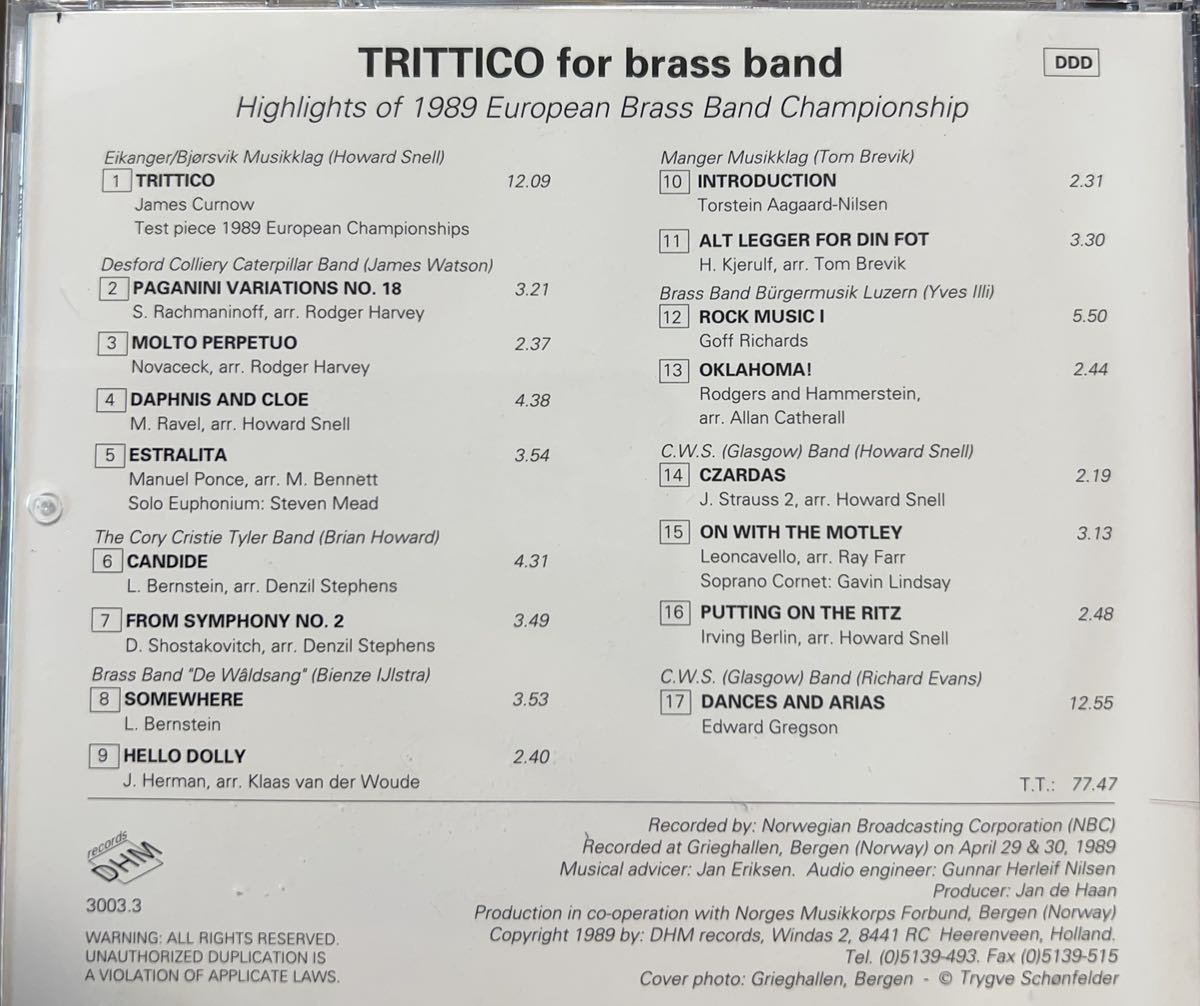 TRITTICO for brass band
DDD
Highlights of 1989 European Brass Band Championship
Eikanger/Bjørsvik Musikklag (Howard Snell)
1 TRITTICO 12.09
James Curnow
Test piece 1989 European Championships
Desford Colliery Caterpillar Band (James Watson)
2 PAGANINI VARIATIONS NO. 18 3.21
S. Rachmaninoff, arr. Rodger Harvey
3 MOLTO PERPETUO 2.37
Novaceck, arr. Rodger Harvey
4 DAPHNIS AND CLOE 4.38
M. Ravel, arr. Howard Snell
5 ESTRALITA 3.54
Manuel Ponce, arr. M. Bennett
Solo Euphonium: Steven Mead
The Cory Cristie Tyler Band (Brian Howard)
6 CANDIDE 4.31
L. Bernstein, arr. Denzil Stephens
7 FROM SYMPHONY NO. 2 3.49
D. Shostakovitch, arr. Denzil Stephens
Brass Band "De Wâldsang" (Bienze IJlstra)
8 SOMEWHERE 3.53
L. Bernstein
9 HELLO DOLLY 2.40
J. Herman, arr. Klaas van der Woude
Manger Musikklag (Tom Brevik)
10 INTRODUCTION 2.31
Torstein Aagaard-Nilsen
11 ALT LEGGER FOR DIN FOT 3.30
H. Kjerulf, arr. Tom Brevik
Brass Band Bürgermusik Luzern (Yves Illi)
12 ROCK MUSIC I 5.50
Goff Richards
13 OKLAHOMA! 2.44
Rodgers and Hammerstein,
arr. Allan Catherall
C.W.S. (Glasgow) Band (Howard Snell)
14 CZARDAS 2.19
J. Strauss 2, arr. Howard Snell
15 ON WITH THE MOTLEY 3.13
Leoncavello, arr. Ray Farr
Soprano Cornet: Gavin Lindsay
16 PUTTING ON THE RITZ 2.48
Irving Berlin, arr. Howard Snell
C.W.S. (Glasgow) Band (Richard Evans)
17 DANCES AND ARIAS 12.55
Edward Gregson
T.T.: 77.47
records
DHM
3003.3
WARNING: ALL RIGHTS RESERVED.
UNAUTHORIZED DUPLICATION IS
A VIOLATION OF APPLICATE LAWS.
Recorded by: Norwegian Broadcasting Corporation (NBC)
Recorded at Grieghallen, Bergen (Norway) on April 29 & 30, 1989
Musical advicer: Jan Eriksen. Audio engineer: Gunnar Herleif Nilsen
Producer: Jan de Haan
Production in co-operation with Norges Musikkorps Forbund, Bergen (Norway)
Copyright 1989 by: DHM records, Windas 2, 8441 RC Heerenveen, Holland.
Tel. (0)5139-493. Fax (0)5139-515
Cover photo: Grieghallen, Bergen - © Trygve Schønfelder